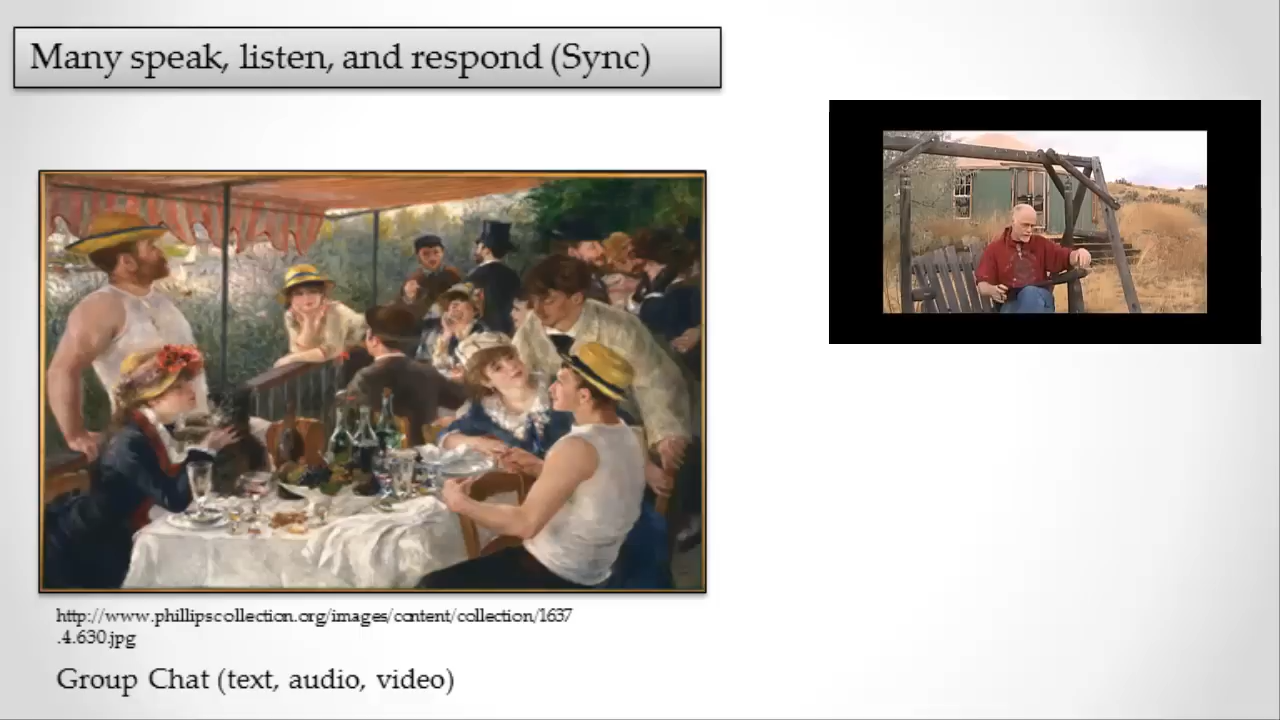 Many speak, listen, and respond (Sync)
http://www.phillipscollection.org/images/content/collection/1637
.4.630.jpg
Group Chat (text, audio, video)